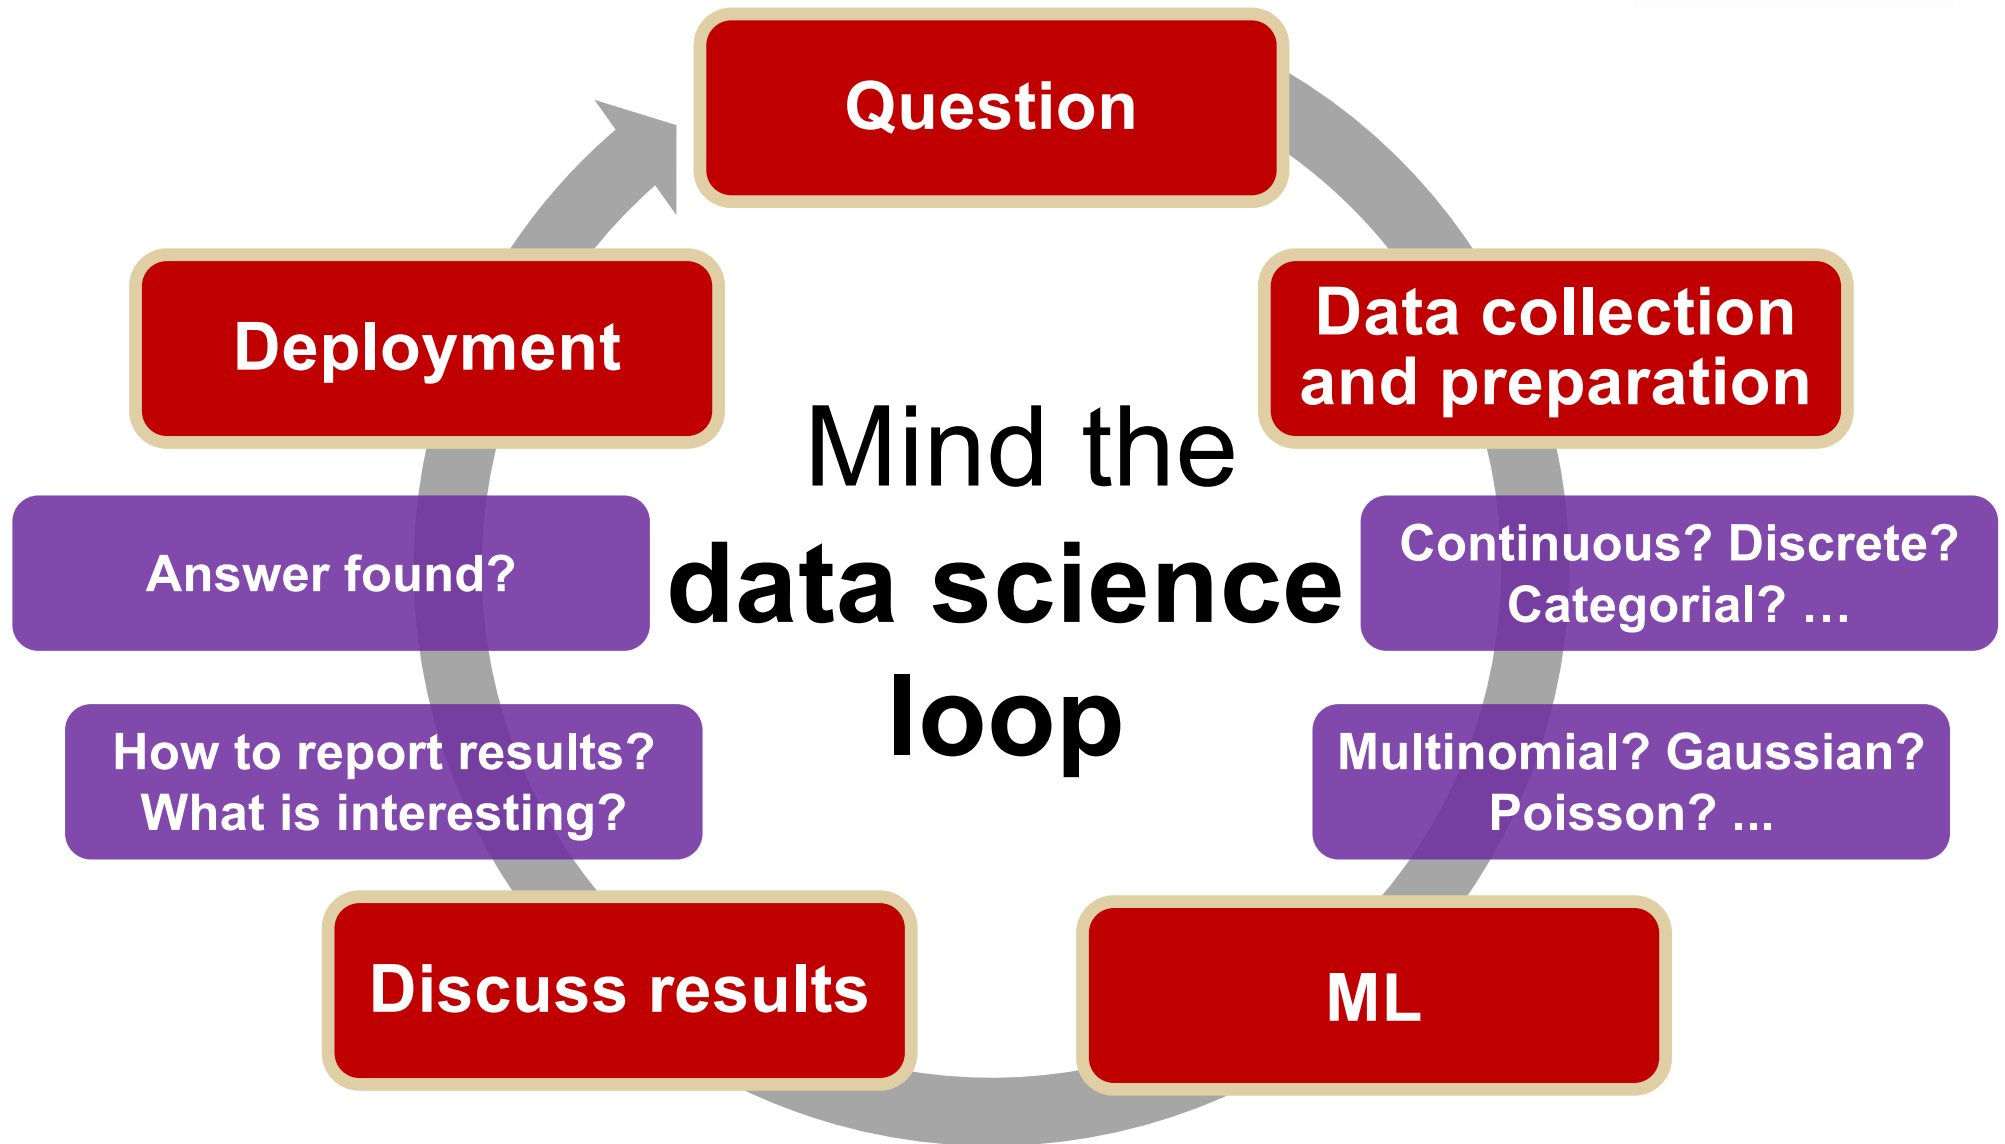 Question
Data collection
and preparation
Continuous? Discrete?
Categorial? …
Multinomial? Gaussian?
Poisson? ...
ML
Discuss results
How to report results?
What is interesting?
Answer found?
Deployment
Mind the
data science
loop